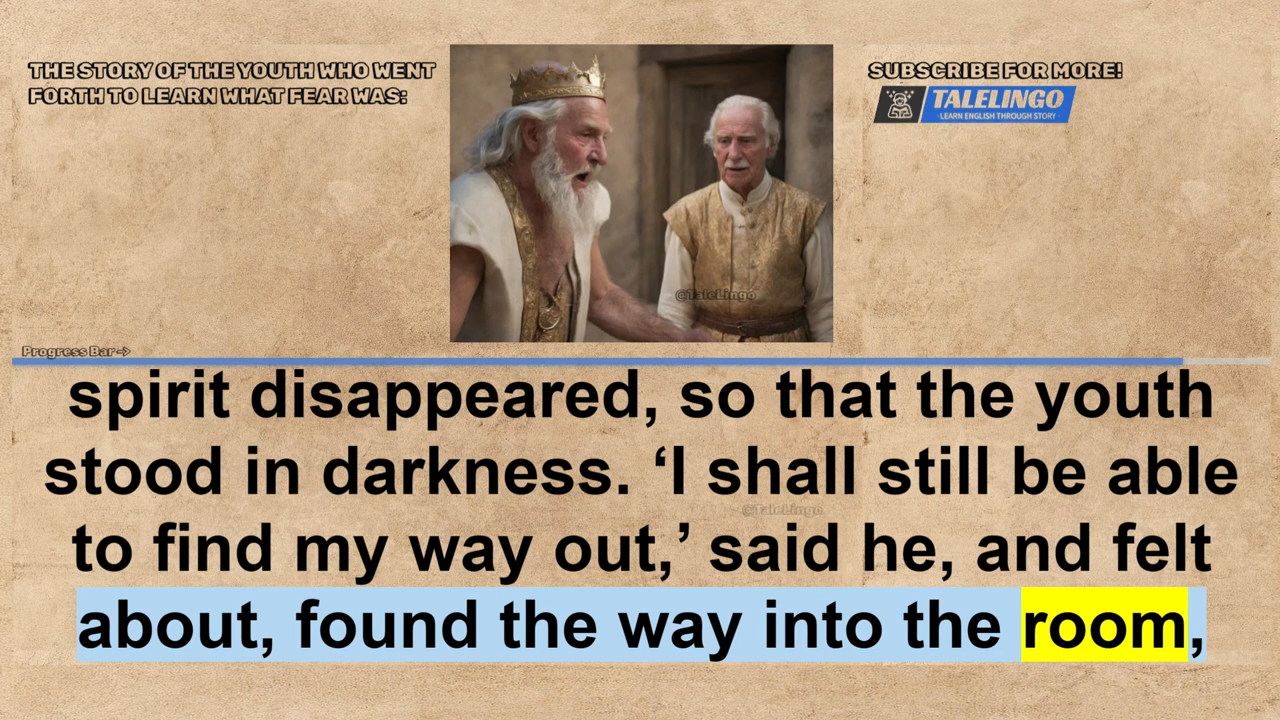 THE STORY OF THE YOUTH WHO WENT
FORTH TO LEARN WHAT FEAR WAS:
SUBSCRIBE FOR MORE!
TALELINGO
· LEARN ENGLISH THROUGH STORY ·
@TaleLingo
Progress Bar->
spirit disappeared, so that the youth
stood in darkness. ‘I shall still be able
@TaleLingo
to find my way out,’ said he, and felt
about, found the way into the room,